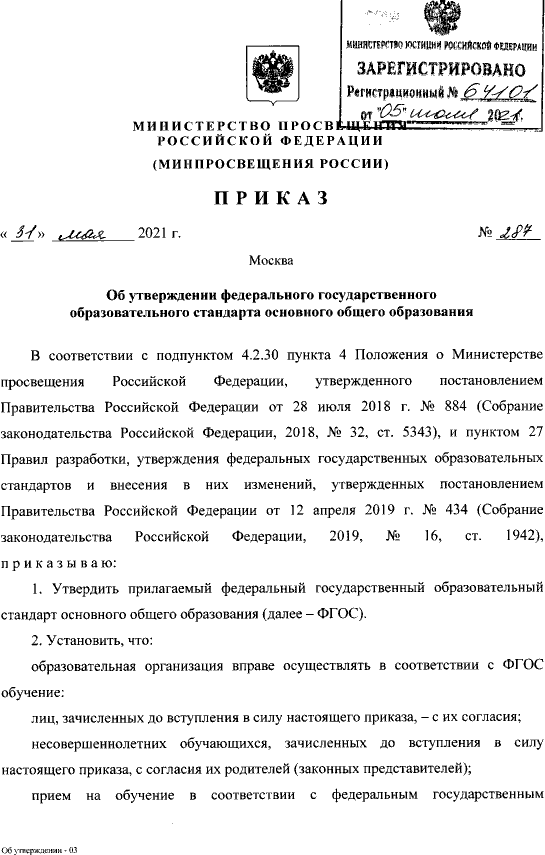 МИНИСТЕРСТВО ЮСТИЦИИ РОССИЙСКОЙ ФЕДЕРАЦИИ
ЗАРЕГИСТРИРОВАНО
Регистрационный № 64101
от "05" июля 2021.
МИНИСТЕРСТВО ПРОСВЕЩЕНИЯ
РОССИЙСКОЙ ФЕДЕРАЦИИ
(МИНПРОСВЕЩЕНИЯ РОССИИ)
ПРИКАЗ
« 31 » мая 2021 г.
№ 287
Москва
Об утверждении федерального государственного
образовательного стандарта основного общего образования
В соответствии с подпунктом 4.2.30 пункта 4 Положения о Министерстве
просвещения Российской Федерации, утвержденного постановлением
Правительства Российской Федерации от 28 июля 2018 г. № 884 (Собрание
законодательства Российской Федерации, 2018, № 32, ст. 5343), и пунктом 27
Правил разработки, утверждения федеральных государственных образовательных
стандартов и внесения в них изменений, утвержденных постановлением
Правительства Российской Федерации от 12 апреля 2019 г. № 434 (Собрание
законодательства Российской Федерации, 2019, № 16, ст. 1942),
приказываю:
1. Утвердить прилагаемый федеральный государственный образовательный
стандарт основного общего образования (далее – ФГОС).
2. Установить, что:
образовательная организация вправе осуществлять в соответствии с ФГОС
обучение:
лиц, зачисленных до вступления в силу настоящего приказа, – с их согласия;
несовершеннолетних обучающихся, зачисленных до вступления в силу
настоящего приказа, с согласия их родителей (законных представителей);
прием на обучение в соответствии с федеральным государственным
Об утверждении - 03